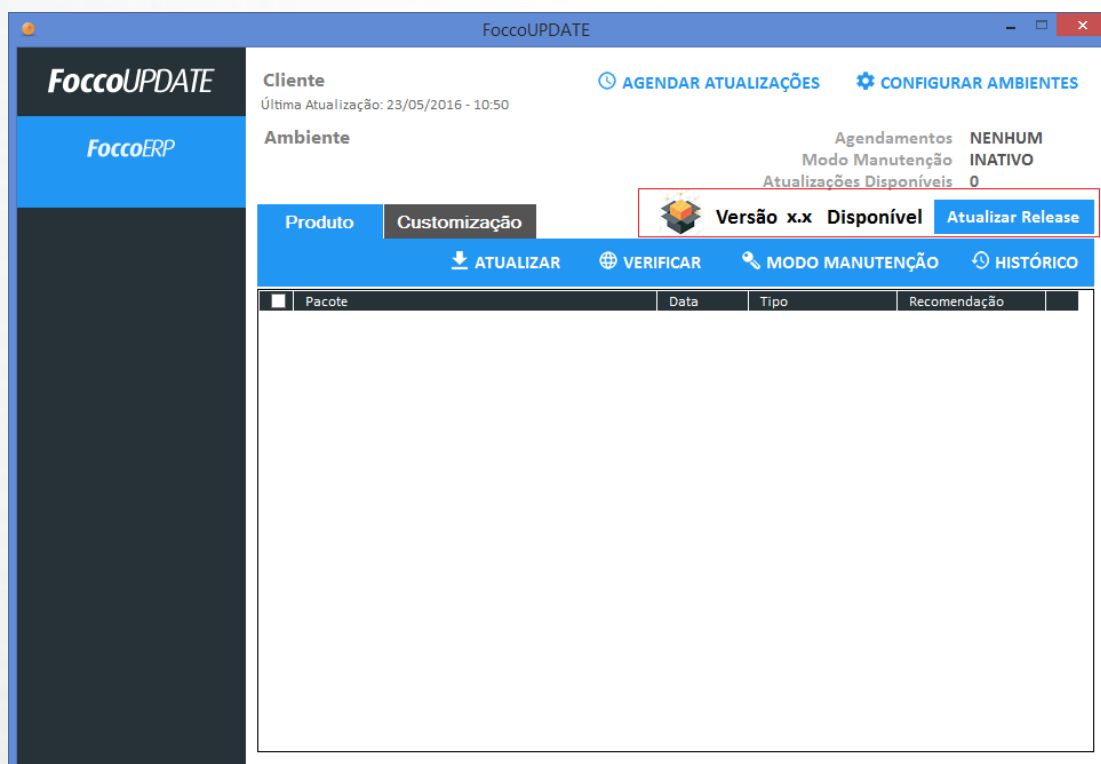 FoccoUPDATE
FoccoUPDATE
FoccoERP
Cliente
Última Atualização: 23/05/2016 - 10:50
AGENDAR ATUALIZAÇÕES
CONFIGURAR AMBIENTES
Ambiente
Agendamentos NENHUM
Modo Manutenção INATIVO
Atualizações Disponíveis 0
Versão x.x Disponível Atualizar Release
Produto Customização
ATUALIZAR VERIFICAR MODO MANUTENÇÃO HISTÓRICO
Pacote Data Tipo Recomendação